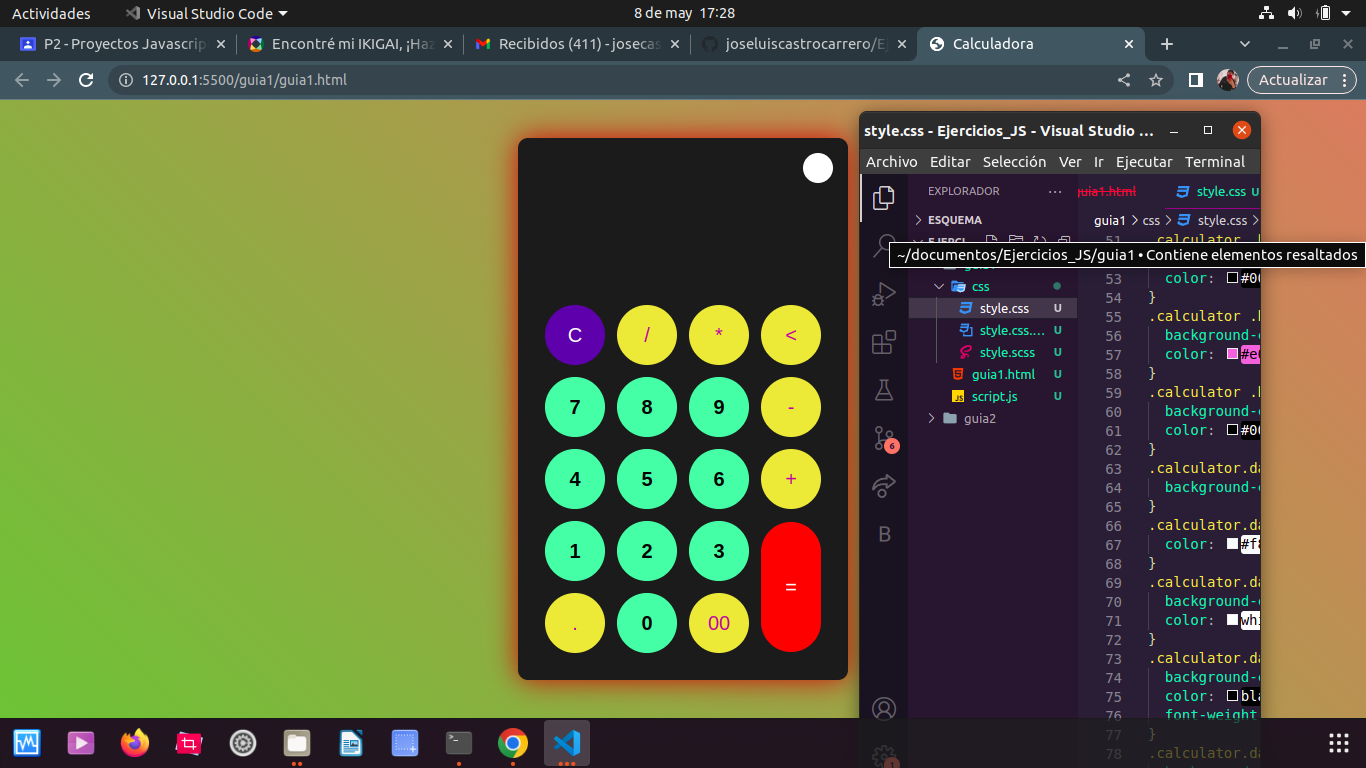 Actividades
Visual Studio Code
8 de may 17:28
P2 - Proyectos Javascrip
Encontré mi IKIGAI, ¡Haz
Recibidos (411) - josecas
joseluiscastrocarrero/Ej
Calculadora
127.0.0.1:5500/guia1/guia1.html
Actualizar
C / * <
7 8 9 -
4 5 6 +
1 2 3
=
. 0 00
style.css - Ejercicios_JS - Visual Studio ...
Archivo Editar Selección Ver Ir Ejecutar Terminal
EXPLORADOR
guia1.html
style.css U
ESQUEMA
guia1 > css > style.css >
~/documentos/Ejercicios_JS/guia1 • Contiene elementos resaltados
css
style.css U
style.css.... U
style.scss U
guia1.html U
script.js U
guia2
6
B
53 color: #00
54 }
55 .calculator .
56 background-
57 color: #e
58 }
59 .calculator .
60 background-
61 color: #00
62 }
63 .calculator.da
64 background-
65 }
66 .calculator.da
67 color: #f
68 }
69 .calculator.da
70 background-
71 color: whi
72 }
73 .calculator.da
74 background-
75 color: bla
76 font-weight
77 }
78 .calculator.da